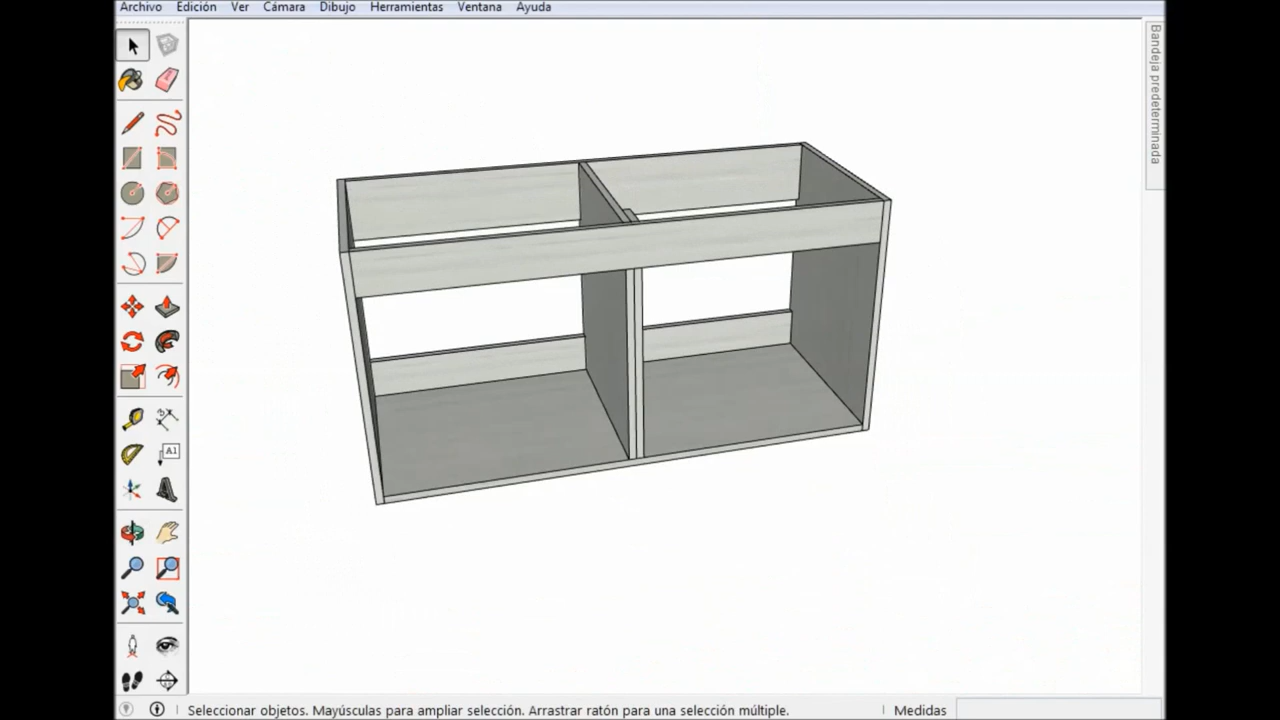 Archivo Edición Ver Cámara Dibujo Herramientas Ventana Ayuda
Bandeja predeterminada
A1
Seleccionar objetos. Mayúsculas para ampliar selección. Arrastrar ratón para una selección múltiple.
Medidas